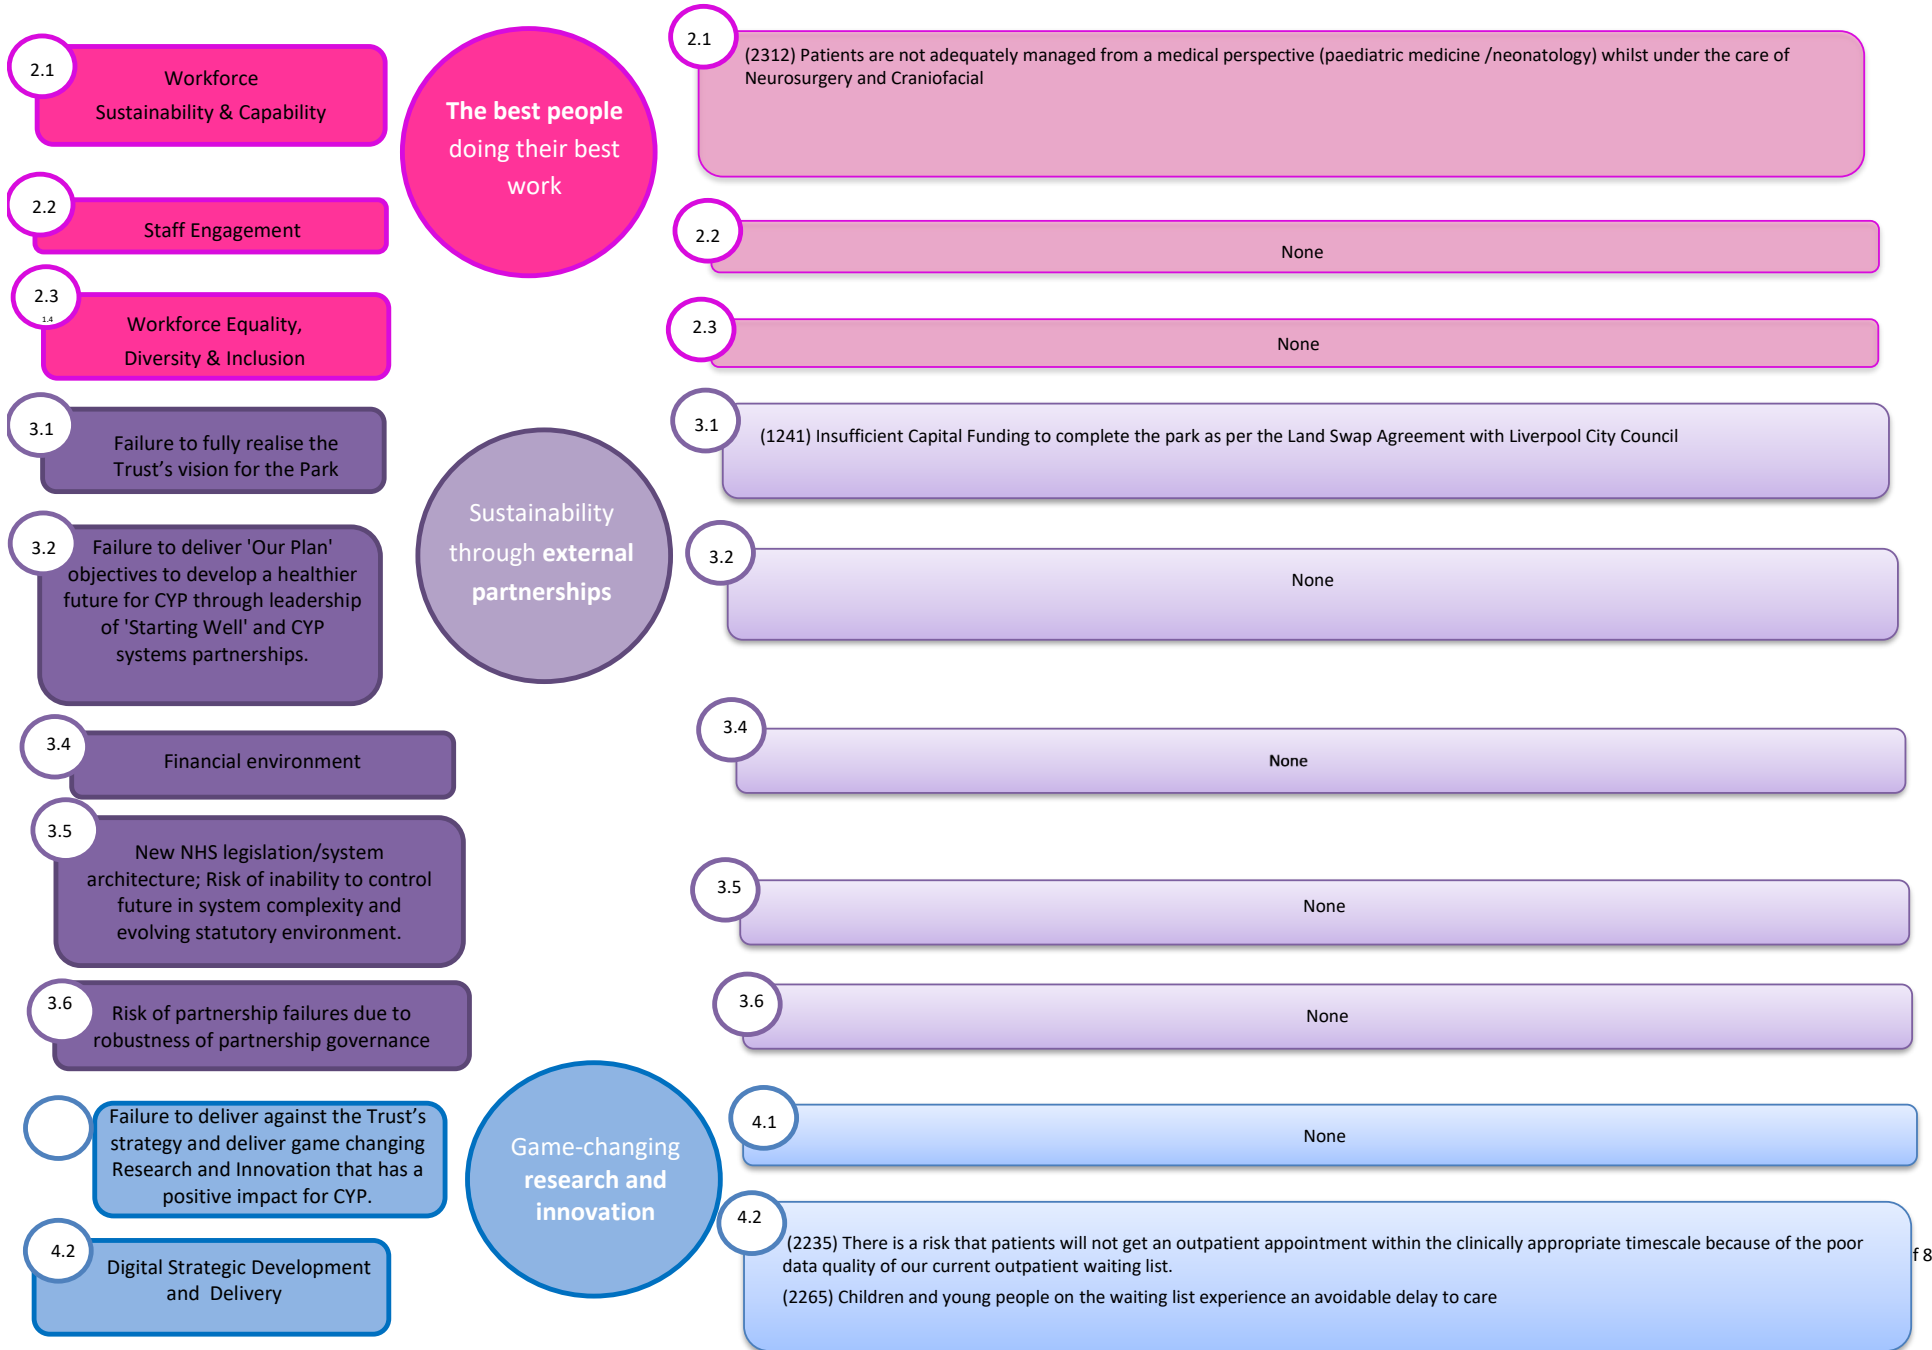 2.1
Workforce
Sustainability & Capability
2.2
Staff Engagement
2.3
1.4
Workforce Equality,
Diversity & Inclusion
The best people
doing their best
work
2.1
(2312) Patients are not adequately managed from a medical perspective (paediatric medicine /neonatology) whilst under the care of
Neurosurgery and Craniofacial
2.2
None
2.3
None
3.1
Failure to fully realise the
Trust’s vision for the Park
3.2
Failure to deliver 'Our Plan'
objectives to develop a healthier
future for CYP through leadership
of 'Starting Well' and CYP
systems partnerships.
3.4
Financial environment
3.5
New NHS legislation/system
architecture; Risk of inability to control
future in system complexity and
evolving statutory environment.
3.6
Risk of partnership failures due to
robustness of partnership governance
Sustainability
through external
partnerships
3.1
(1241) Insufficient Capital Funding to complete the park as per the Land Swap Agreement with Liverpool City Council
3.2
None
3.4
None
3.5
None
3.6
None
Failure to deliver against the Trust’s
strategy and deliver game changing
Research and Innovation that has a
positive impact for CYP.
4.2
Digital Strategic Development
and Delivery
Game-changing
research and
innovation
4.1
None
4.2
(2235) There is a risk that patients will not get an outpatient appointment within the clinically appropriate timescale because of the poor
data quality of our current outpatient waiting list.
(2265) Children and young people on the waiting list experience an avoidable delay to care
f 8